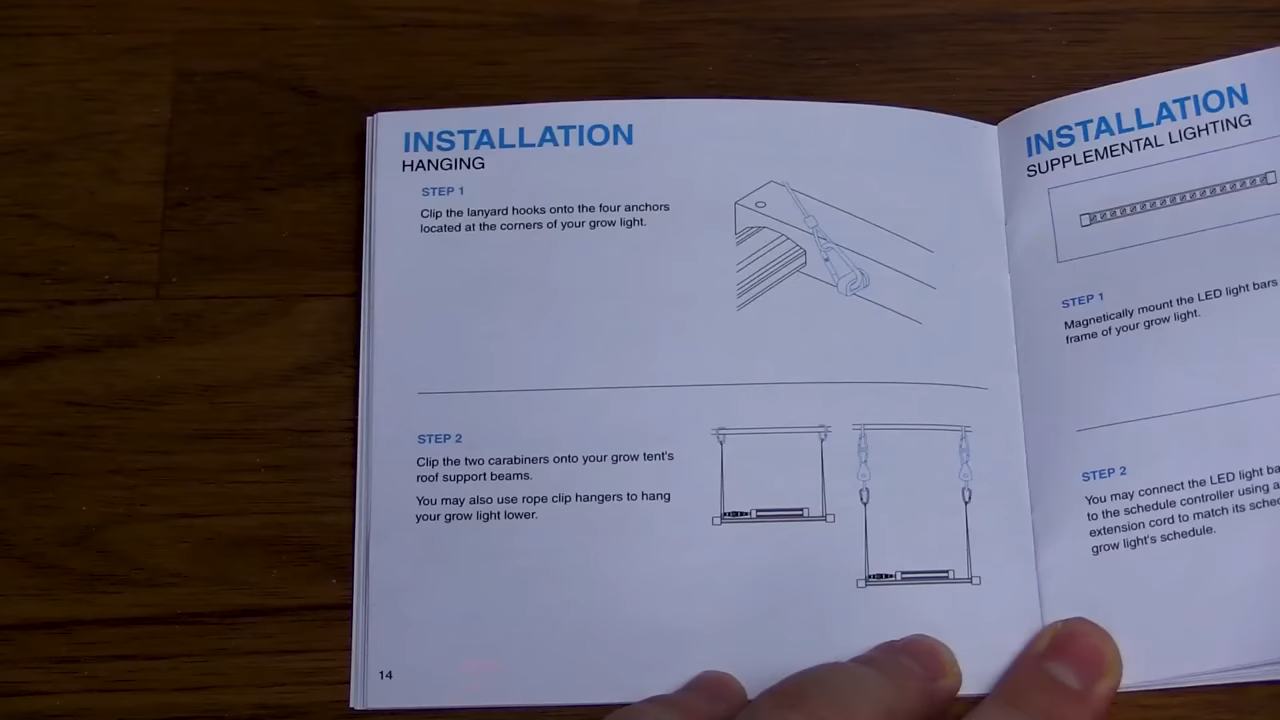 INSTALLATION
HANGING
STEP 1
Clip the lanyard hooks onto the four anchors
located at the corners of your grow light.
STEP 2
Clip the two carabiners onto your grow tent's
roof support beams.
You may also use rope clip hangers to hang
your grow light lower.
14
INSTALLATION
SUPPLEMENTAL LIGHTING
STEP 1
Magnetically mount the LED light bars
frame of your grow light.
STEP 2
You may connect the LED light
to the schedule controller using a
extension cord to match its
grow light's schedule.